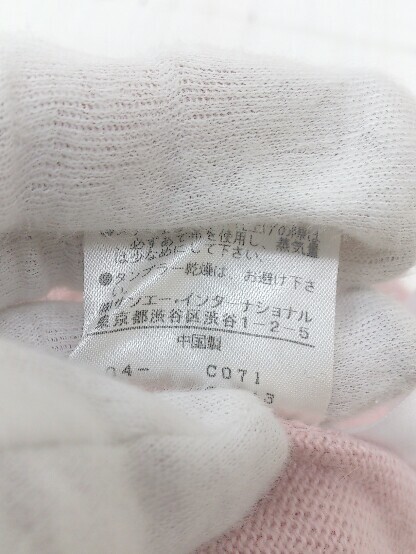 必ずあて布を使用し、蒸気量
は少なめにして下さい。
●タンブラー乾燥は、お避け下さ
い。
㈱サンエー・インターナショナル
東京都渋谷区渋谷1-2-5
中国製
04- C071
13